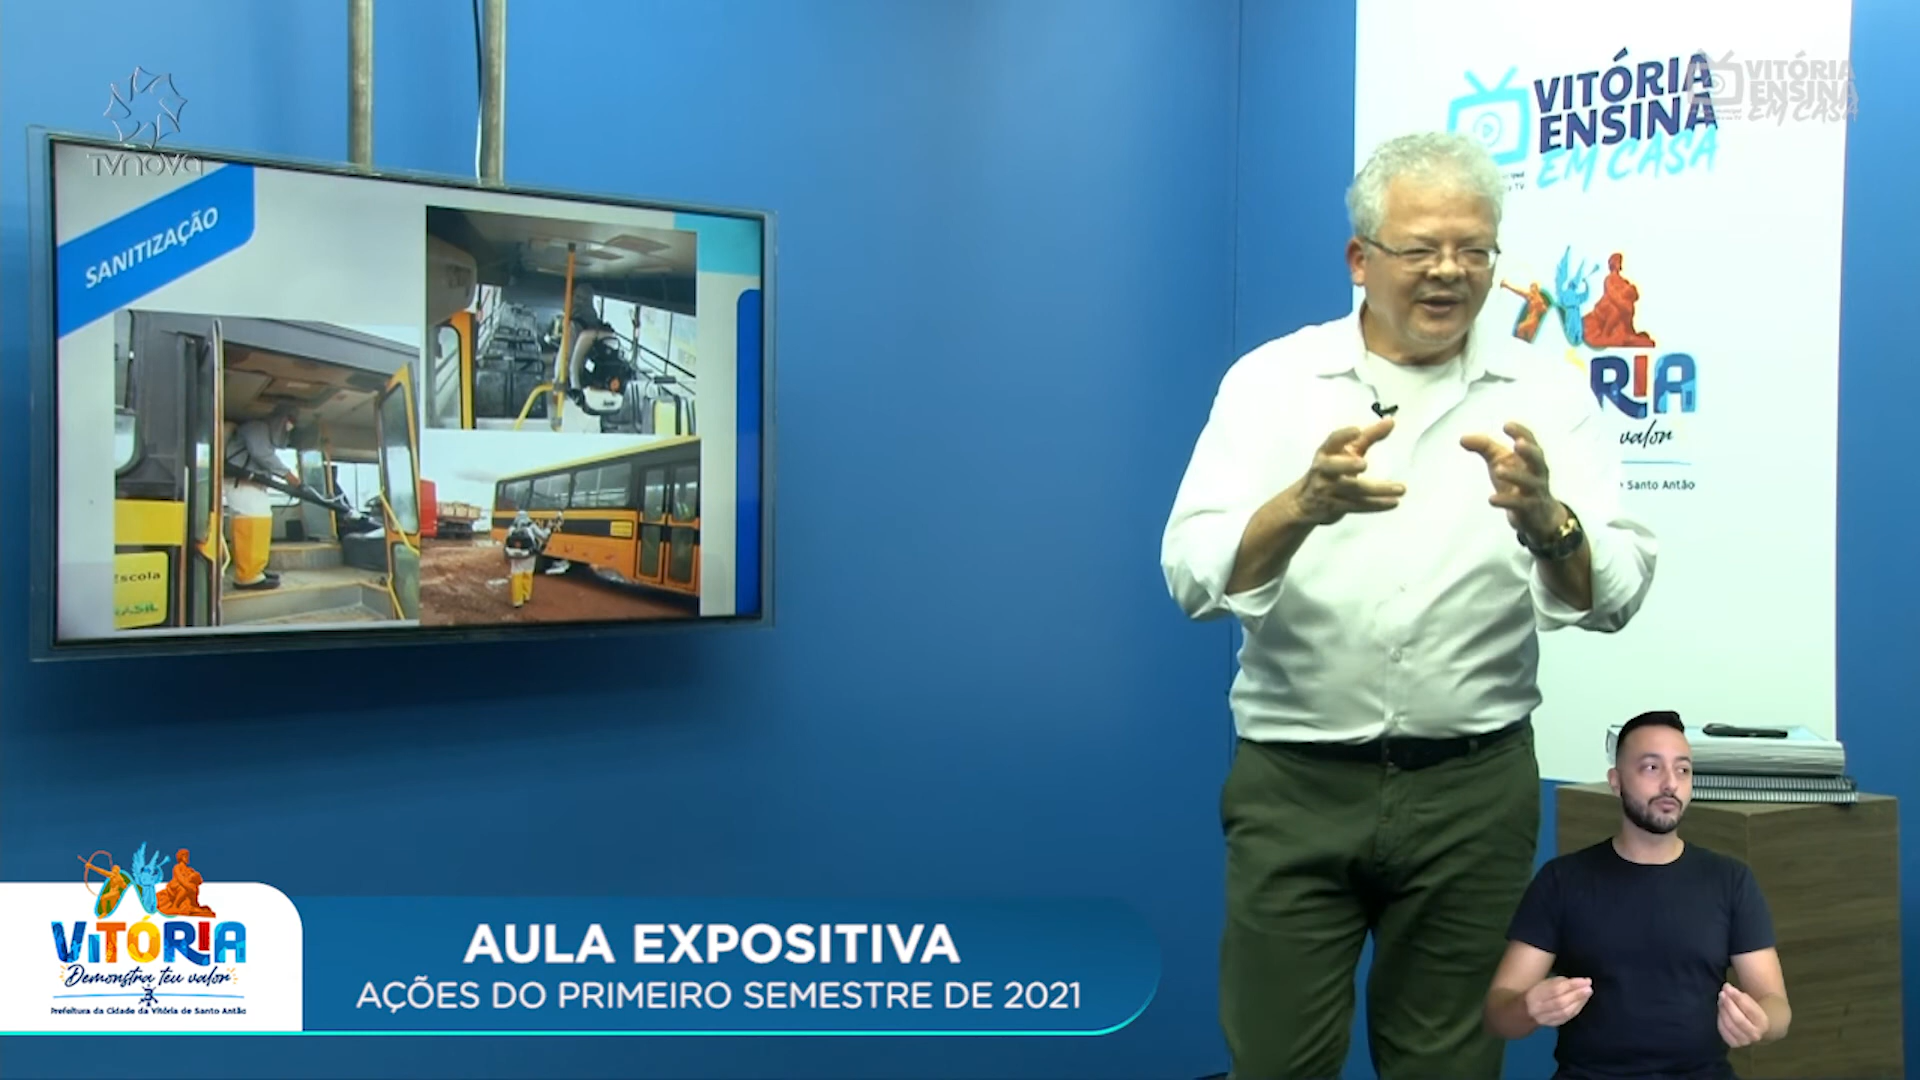 TVNOVA
SANITIZAÇÃO
Escola
VITÓRIA
ENSINA
EM CASA
VITÓRIA
ENSINA
EM CASA
RIA
valor
Santo Antão
VITÓRIA
Demonstra teu valor
Prefeitura da Cidade da Vitória de Santo Antão
AULA EXPOSITIVA
AÇÕES DO PRIMEIRO SEMESTRE DE 2021